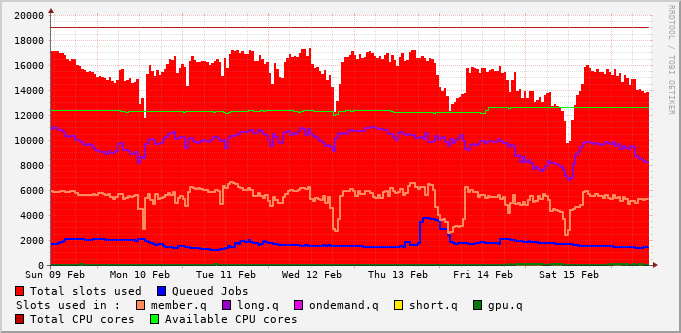 20000
18000
16000
14000
12000
10000
8000
6000
4000
2000
0
Sun 09 Feb Mon 10 Feb Tue 11 Feb Wed 12 Feb Thu 13 Feb Fri 14 Feb Sat 15 Feb
RRDTOOL / TOBI OETIKER
Total slots used Queued Jobs
Slots used in : member.q long.q ondemand.q short.q gpu.q
Total CPU cores Available CPU cores